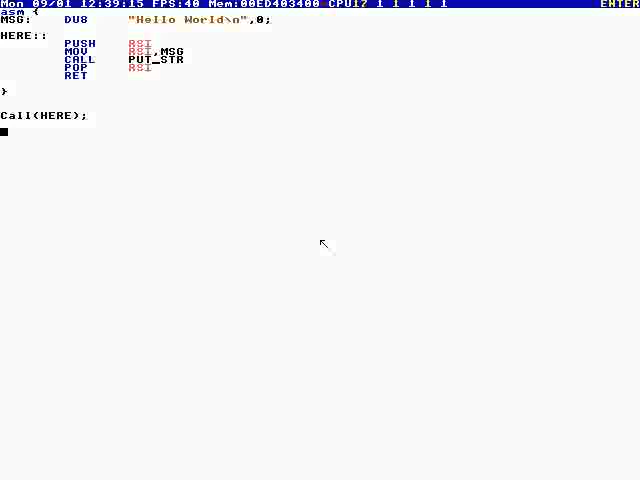 Mon 09/01 12:39:15 FPS:40 Mem:00ED403400 CPU17 1 1 1 1 1 ENTER
asm {
MSG: DU8 "Hello World\n",0;
HERE::
PUSH RSI
MOV RSI,MSG
CALL PUT_STR
POP RSI
RET
}
Call(HERE);